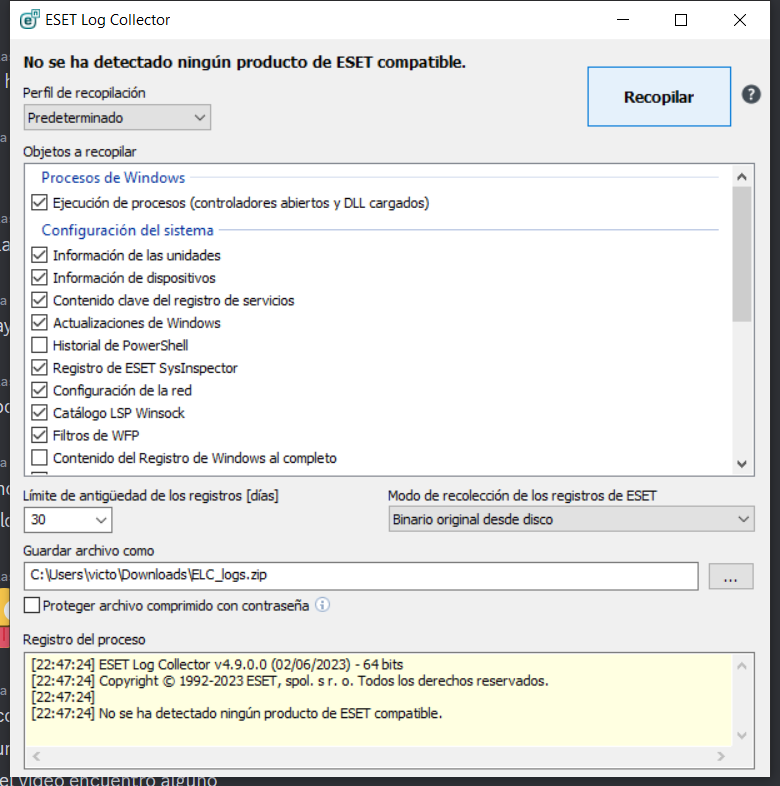 ESET Log Collector
No se ha detectado ningún producto de ESET compatible.
Perfil de recopilación
Predeterminado
Recopilar
?
Objetos a recopilar
Procesos de Windows
Ejecución de procesos (controladores abiertos y DLL cargados)
Configuración del sistema
Información de las unidades
Información de dispositivos
Contenido clave del registro de servicios
Actualizaciones de Windows
Historial de PowerShell
Registro de ESET SysInspector
Configuración de la red
Catálogo LSP Winsock
Filtros de WFP
Contenido del Registro de Windows al completo
Límite de antigüedad de los registros [días]
30
Modo de recolección de los registros de ESET
Binario original desde disco
Guardar archivo como
C:\Users\victo\Downloads\ELC_logs.zip
...
Proteger archivo comprimido con contraseña
Registro del proceso
[22:47:24] ESET Log Collector v4.9.0.0 (02/06/2023) - 64 bits
[22:47:24] Copyright © 1992-2023 ESET, spol. s r. o. Todos los derechos reservados.
[22:47:24]
[22:47:24] No se ha detectado ningún producto de ESET compatible.
el video encuentro alguno